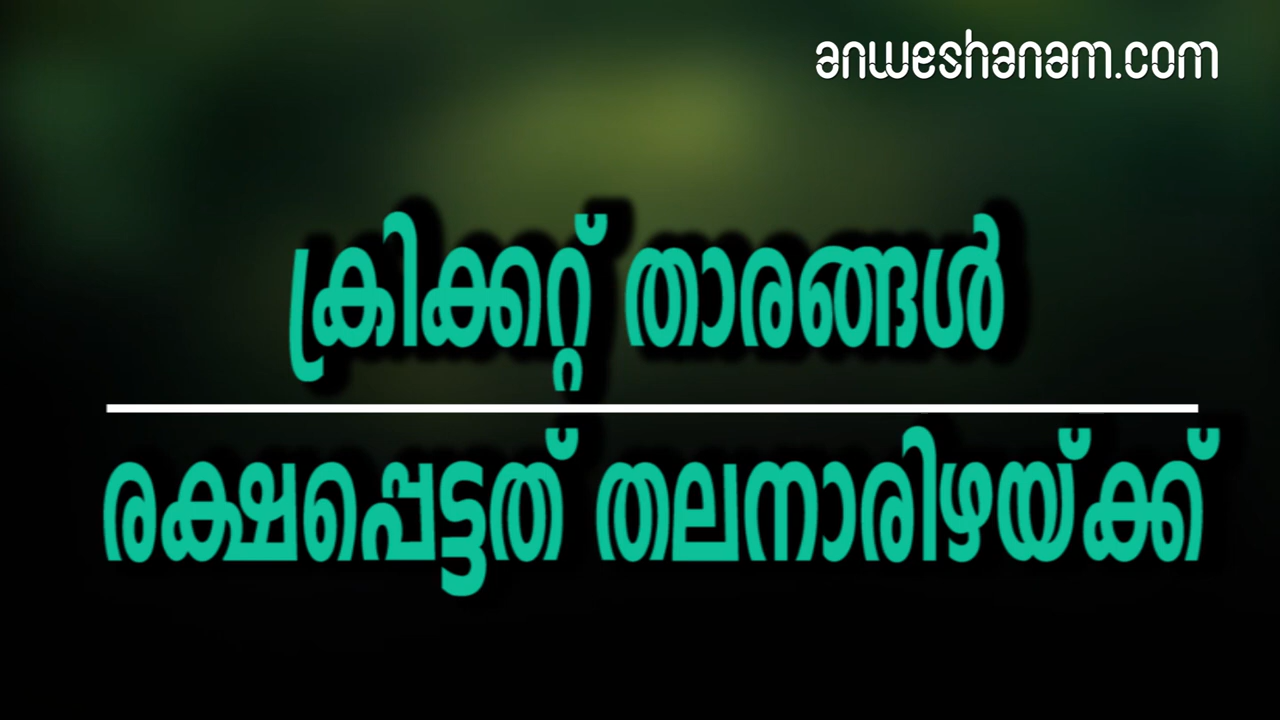 anweshanam.com
ക്രിക്കറ്റ് താരങ്ങൾ
രക്ഷപ്പെട്ടത് തലനാരിഴയ്ക്ക്